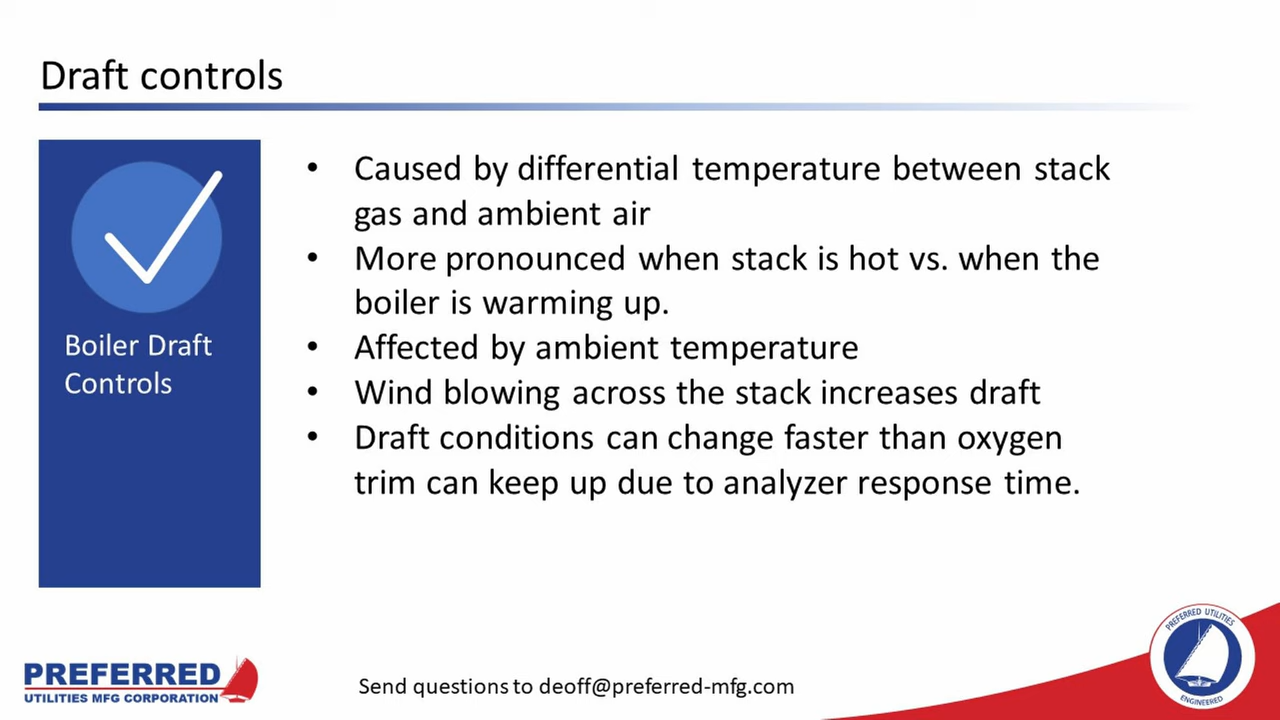 Draft controls
Boiler Draft
Controls
• Caused by differential temperature between stack
gas and ambient air
• More pronounced when stack is hot vs. when the
boiler is warming up.
• Affected by ambient temperature
• Wind blowing across the stack increases draft
• Draft conditions can change faster than oxygen
trim can keep up due to analyzer response time.
PREFERRED
UTILITIES MFG CORPORATION
Send questions to deoff@preferred-mfg.com
PREFERRED UTILITIES
ENGINEERED